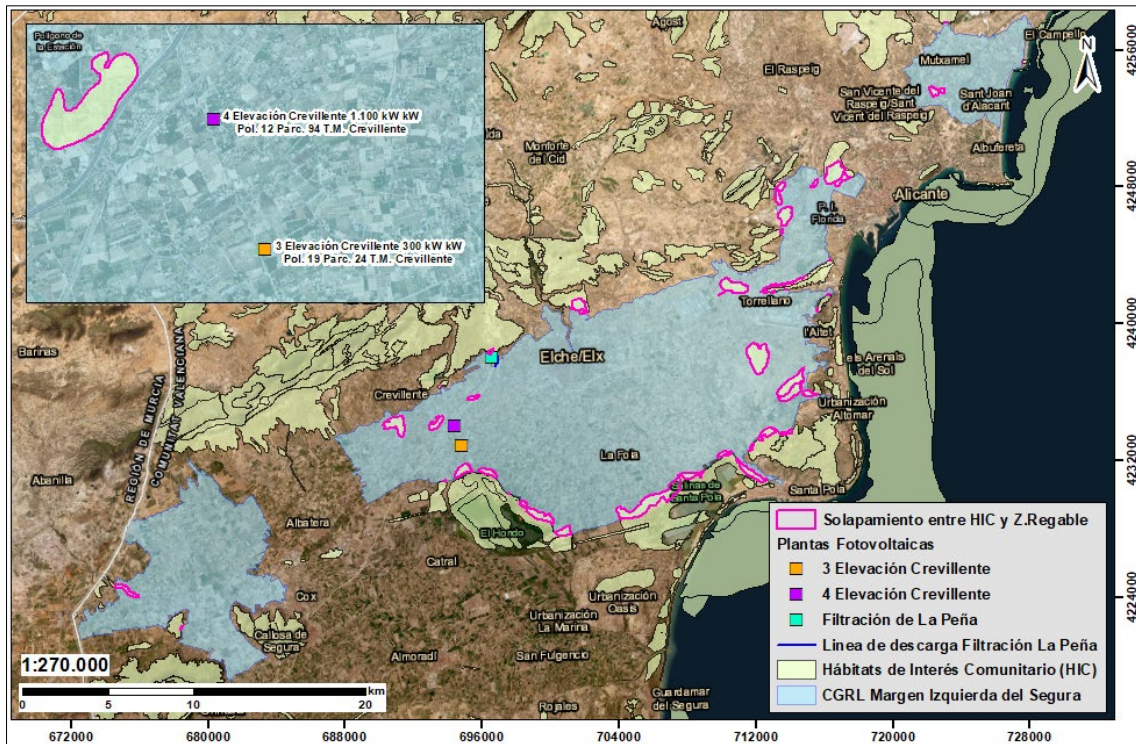 Polígono de
la Estación
4 Elevación Crevillente 1.100 kW kW
Pol. 12 Parc. 94 T.M. Crevillente
3 Elevación Crevillente 300 kW kW
Pol. 19 Parc. 24 T.M. Crevillente
Agost
El Campello
N
Mutxamel
El Raspeig
San Vicente del
Raspeig/Sant
Vicent del Raspeig
Sant Joan
d'Alacant
Albufereta
Monforte
del Cid
Alicante
P. I.
Florida
Torrellano
l'Altet
Barinas
Elche/Elx
els Arenals
del Sol
Crevillente
Urbanización
Altomar
REGIÓN DE MURCIA
COMUNITAT VALENCIANA
La Foia
Abanilla
Salinas de
Santa Pola
Santa Pola
Albatera
El Hondo
Catral
Cox
Urbanización
Oasis
Urbanización
La Marina
Callosa de
Segura
Almoradí
San Fulgencio
Guardamar
del Segura
Rojales
1:270.000
km
0 5 10 20
Solapamiento entre HIC y Z.Regable
Plantas Fotovoltaicas
3 Elevación Crevillente
4 Elevación Crevillente
Filtración de La Peña
Linea de descarga Filtración La Peña
Hábitats de Interés Comunitario (HIC)
CGRL Margen Izquierda del Segura
4256000
4248000
4240000
4232000
4224000
672000 680000 688000 696000 704000 712000 720000 728000